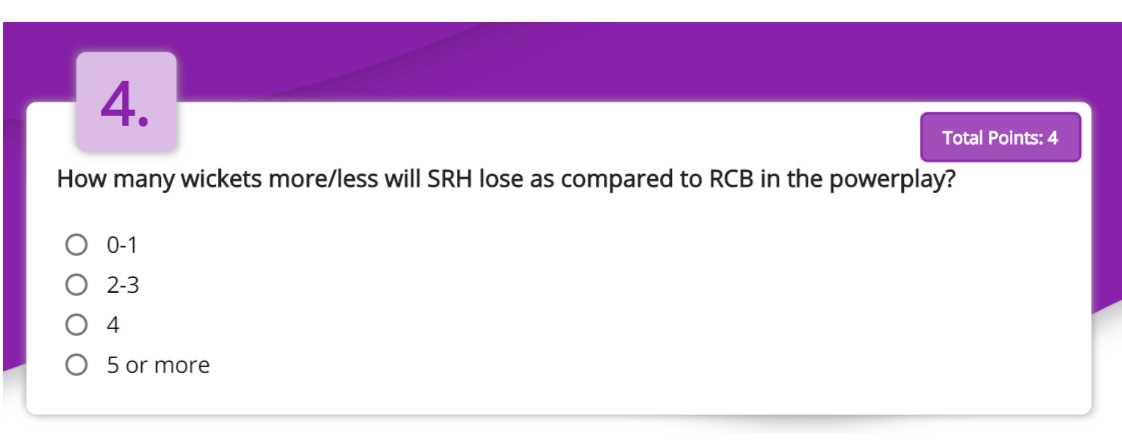 4.
Total Points: 4
How many wickets more/less will SRH lose as compared to RCB in the powerplay?
0-1
2-3
4
5 or more